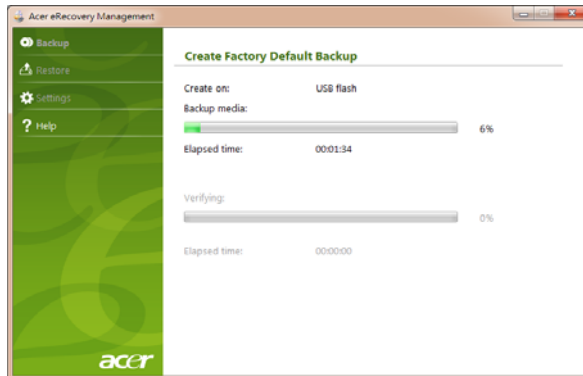 Acer eRecovery Management
Backup
Restore
Settings
? Help
Create Factory Default Backup
Create on: USB flash
Backup media:
6%
Elapsed time: 00:01:34
Verifying:
0%
Elapsed time: 00:00:00
acer